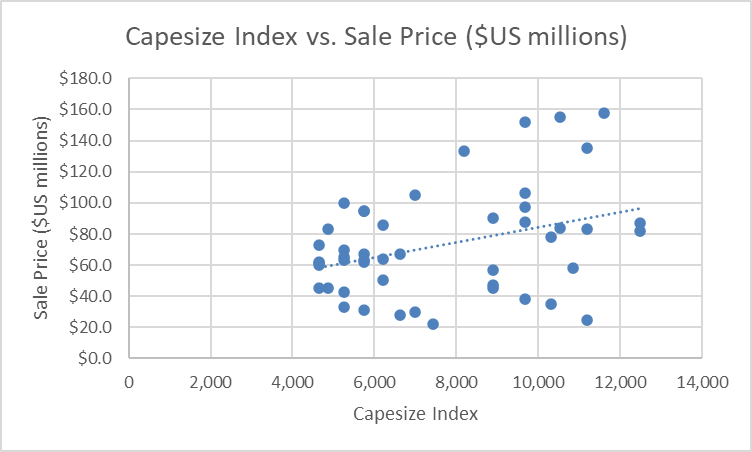 Capesize Index vs. Sale Price ($US millions)
Sale Price ($US millions)
$180.0
$160.0
$140.0
$120.0
$100.0
$80.0
$60.0
$40.0
$20.0
$0.0
0 2,000 4,000 6,000 8,000 10,000 12,000 14,000
Capesize Index